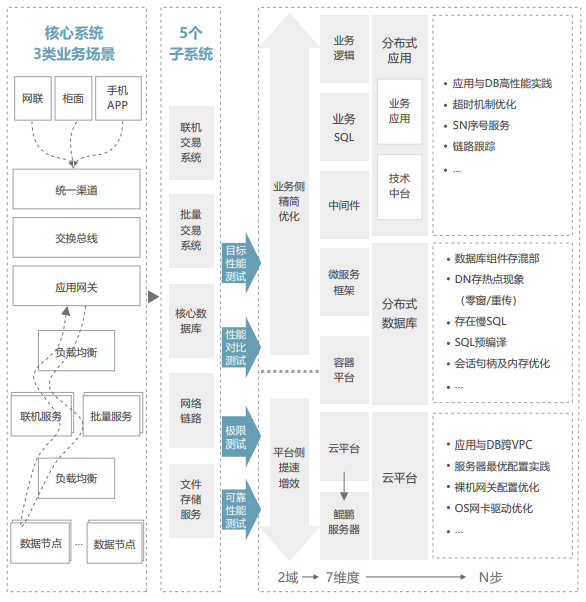 核心系统
3类业务场景
网联
柜面
手机
APP
统一渠道
交换总线
应用网关
负载均衡
联机服务
批量服务
负载均衡
数据节点
...
数据节点
5个
子系统
联机
交易
系统
批量
交易
系统
核心数
据库
网络
链路
文件
存储
服务
目标
性能
测试
性能
对比
测试
极限
测试
可靠
性能
测试
业务侧
精简
优化
平台侧
提速
增效
业务
逻辑
业务
SQL
中间件
微服务
框架
容器
平台
云平台
鲲鹏
服务器
分布式
应用
业务
应用
技术
中台
分布式
数据库
云平台
• 应用与DB高性能实践
• 超时机制优化
• SN序号服务
• 链路跟踪
• ...
• 数据库组件存混部
• DN存热点现象
（零窗/重传）
• 存在慢SQL
• SQL预编译
• 会话句柄及内存优化
• ...
• 应用与DB跨VPC
• 服务器最优配置实践
• 裸机网关配置优化
• OS网卡驱动优化
• ...
2域
7维度
N步